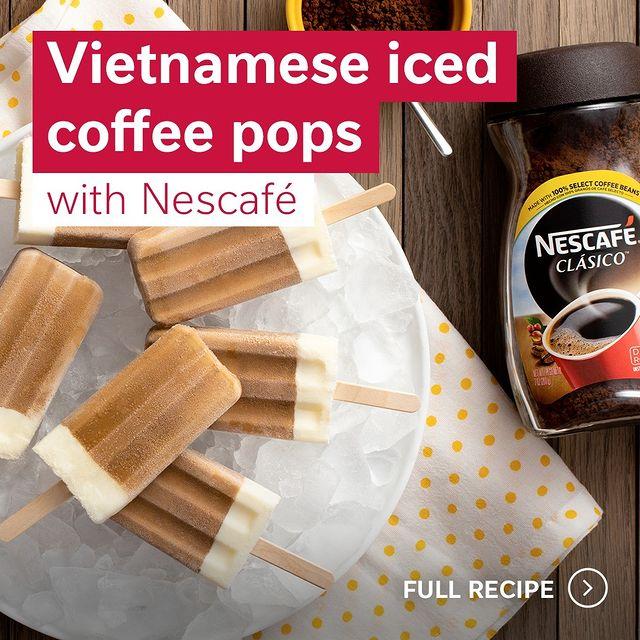 Vietnamese iced
coffee pops
with Nescafé
MADE WITH 100% SELECT COFFEE BEANS
NESCAFÉ
CLÁSICO
FULL RECIPE